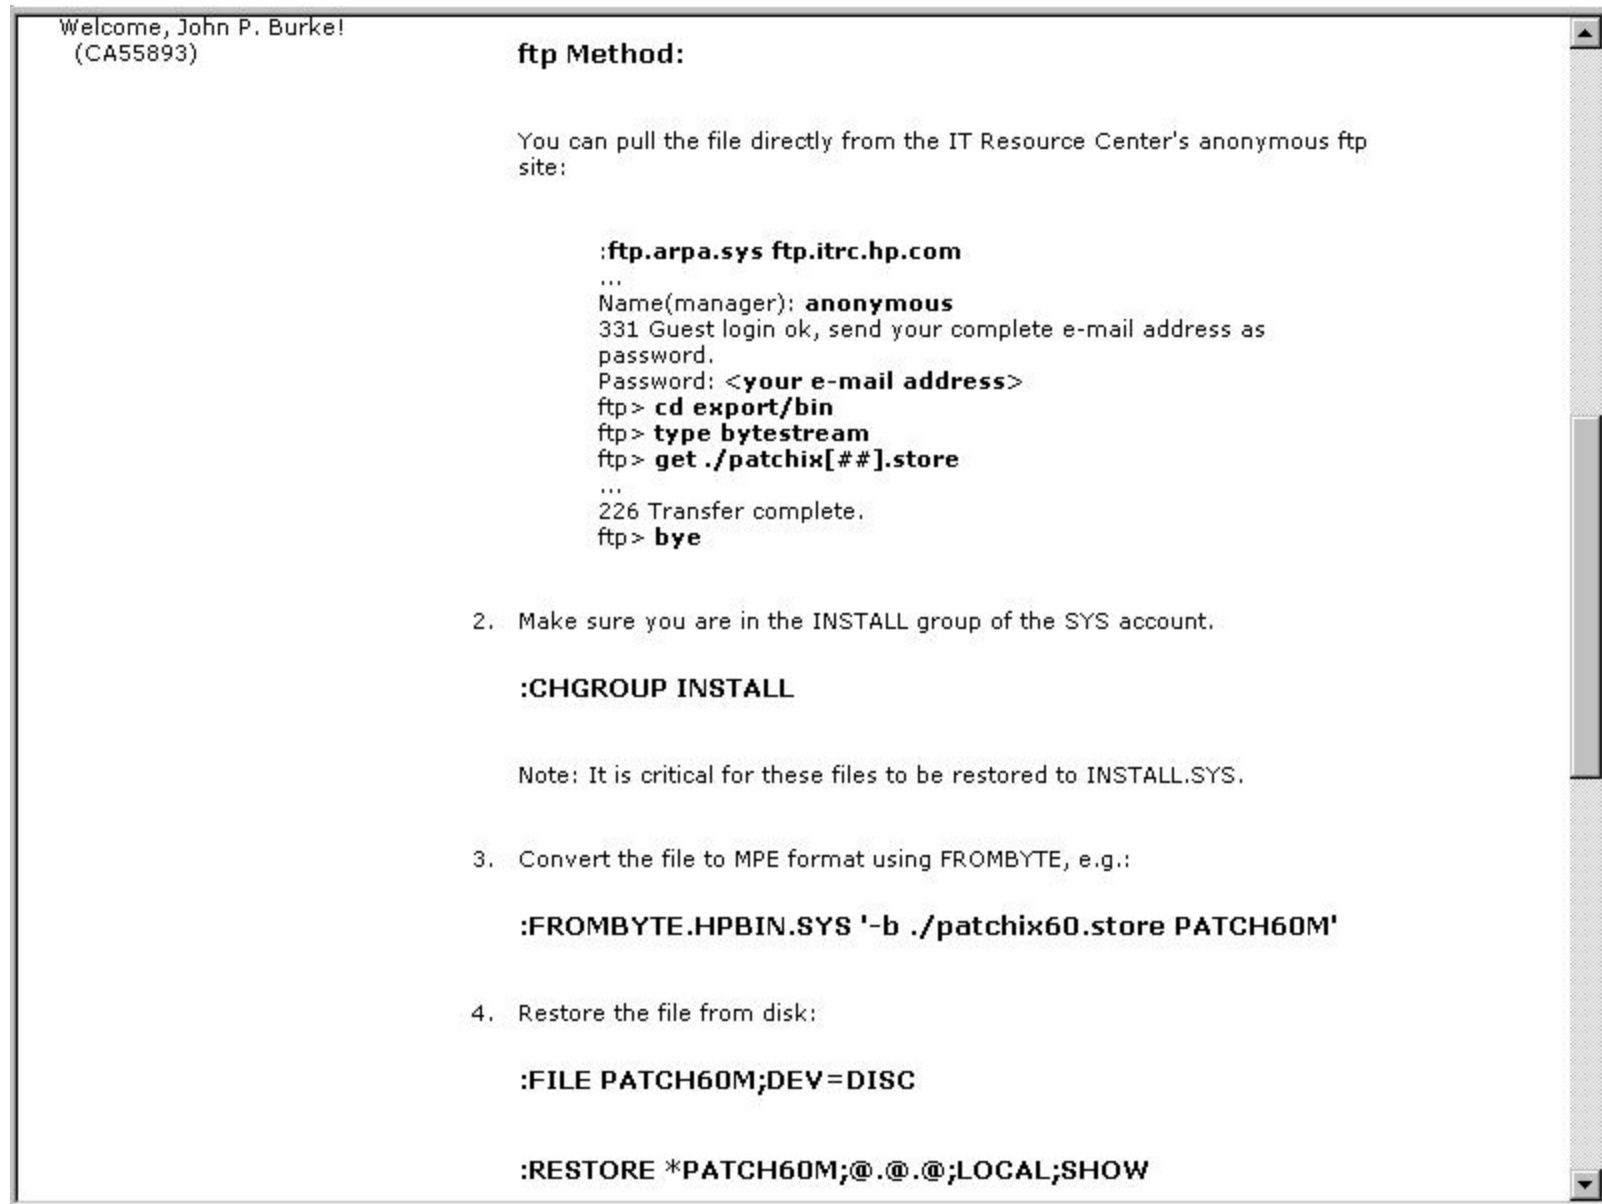 Welcome, John P. Burke!
(CA55893)
ftp Method:
You can pull the file directly from the IT Resource Center's anonymous ftp
site:
:ftp.arpa.sys ftp.itrc.hp.com
...
Name(manager): anonymous
331 Guest login ok, send your complete e-mail address as
password.
Password: <your e-mail address>
ftp> cd export/bin
ftp> type bytestream
ftp> get ./patchix[##].store
...
226 Transfer complete.
ftp> bye
2. Make sure you are in the INSTALL group of the SYS account.
:CHGROUP INSTALL
Note: It is critical for these files to be restored to INSTALL.SYS.
3. Convert the file to MPE format using FROMBYTE, e.g.:
:FROMBYTE.HPBIN.SYS '-b ./patchix60.store PATCH60M'
4. Restore the file from disk:
:FILE PATCH60M;DEV=DISC
:RESTORE *PATCH60M;@.@.@;LOCAL;SHOW